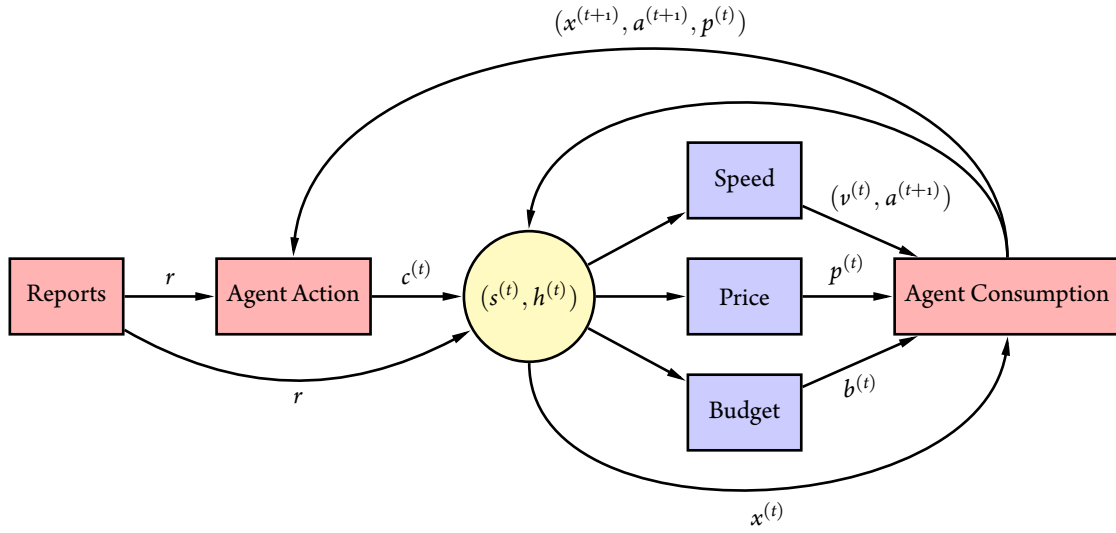 (x^(t+1), a^(t+1), p^(t))
Speed
(v^(t), a^(t+1))
Reports
r
Agent Action
c^(t)
(s^(t), h^(t))
Price
p^(t)
Agent Consumption
r
Budget
b^(t)
x^(t)